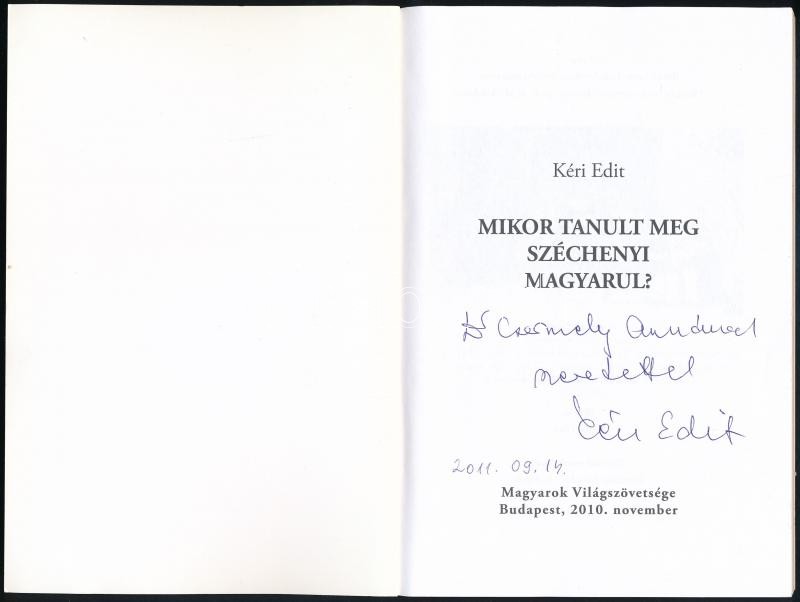 Kéri Edit
MIKOR TANULT MEG
SZÉCHENYI
MAGYARUL?
Dr Csermely Annának
szeretettel
Kéri Edit
2011. 09. 14.
Magyarok Világszövetsége
Budapest, 2010. november